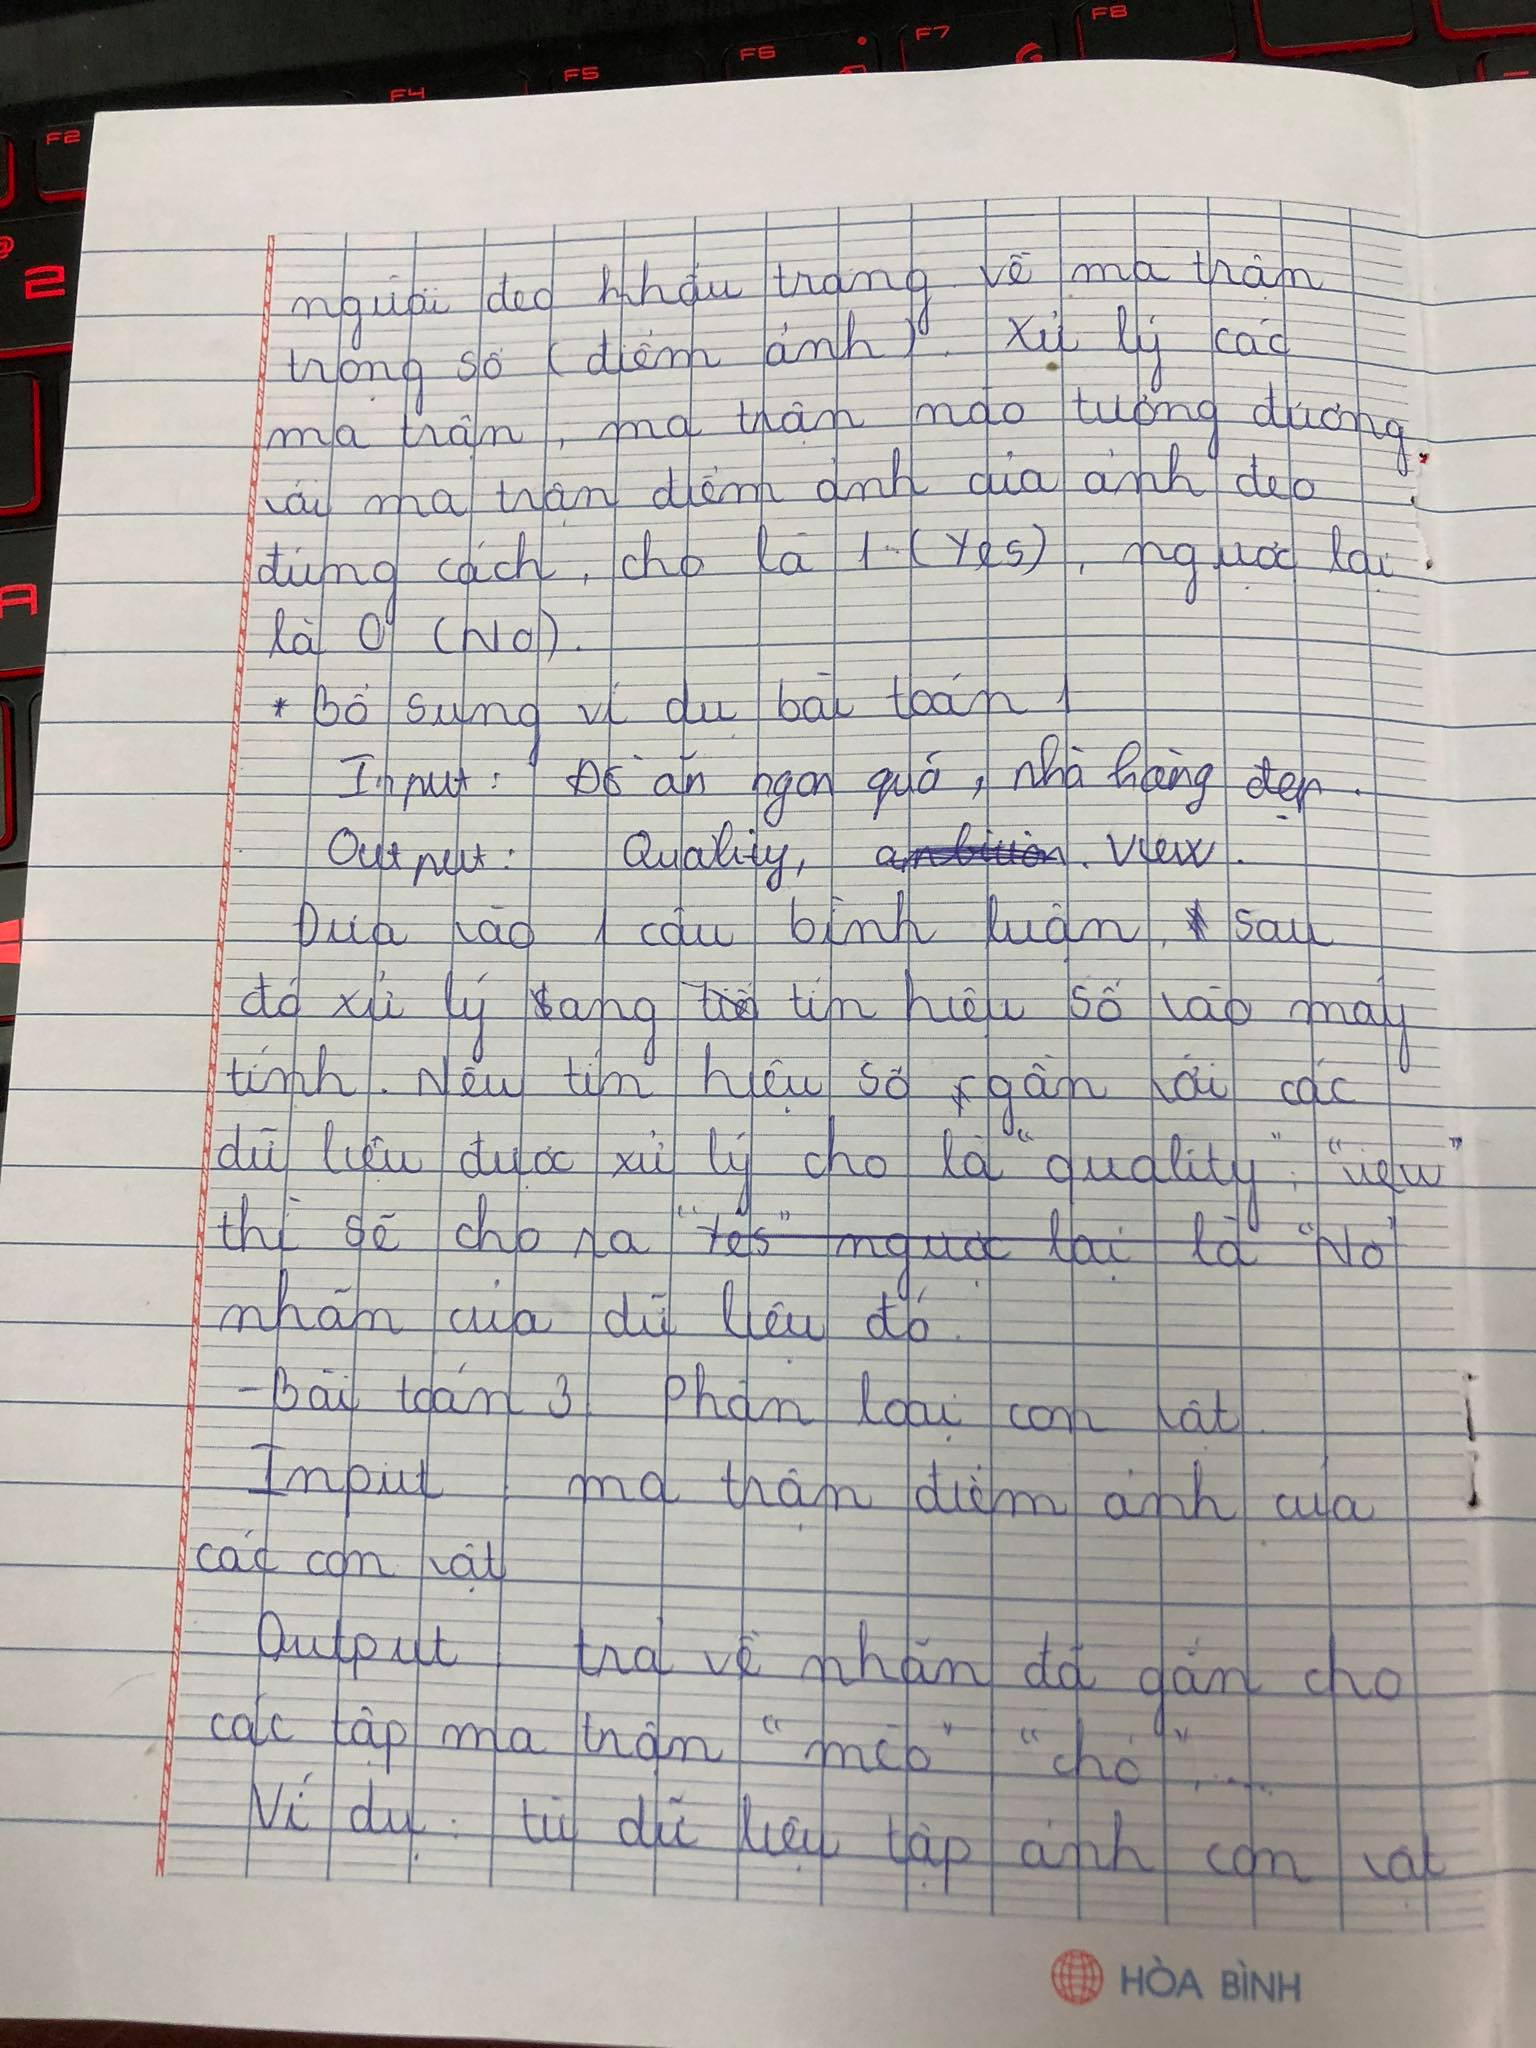 F2 F4 F5 F6 F7 F8
@
2
A
người đeo khẩu trang về ma trận
trọng số (điểm ảnh). Xử lý các
ma trận, ma trận nào tương đương
với ma trận điểm ảnh của ảnh đeo
đúng cách, cho là 1 (Yes), ngược lại
là 0 (No).
* Bổ sung ví dụ bài toán 1
Input: Đồ ăn ngon quá, nhà hàng đẹp.
Output: Quality, ambition. View.
Đưa vào 1 câu bình luận, sau
đó xử lý sang tín hiệu số vào máy
tính. Nếu tín hiệu số gần với các
dữ liệu được xử lý cho là "quality", "view"
thì sẽ cho ra "Yes" ngược lại là "No"
nhãn của dữ liệu đó.
- Bài toán 3. Phân loại con vật.
Input: ma trận điểm ảnh của
các con vật
Output: trả về nhãn đã gán cho
các tập ma trận "mèo" "chó", ....
Ví dụ: từ dữ liệu tập ảnh con vật
HÒA BÌNH